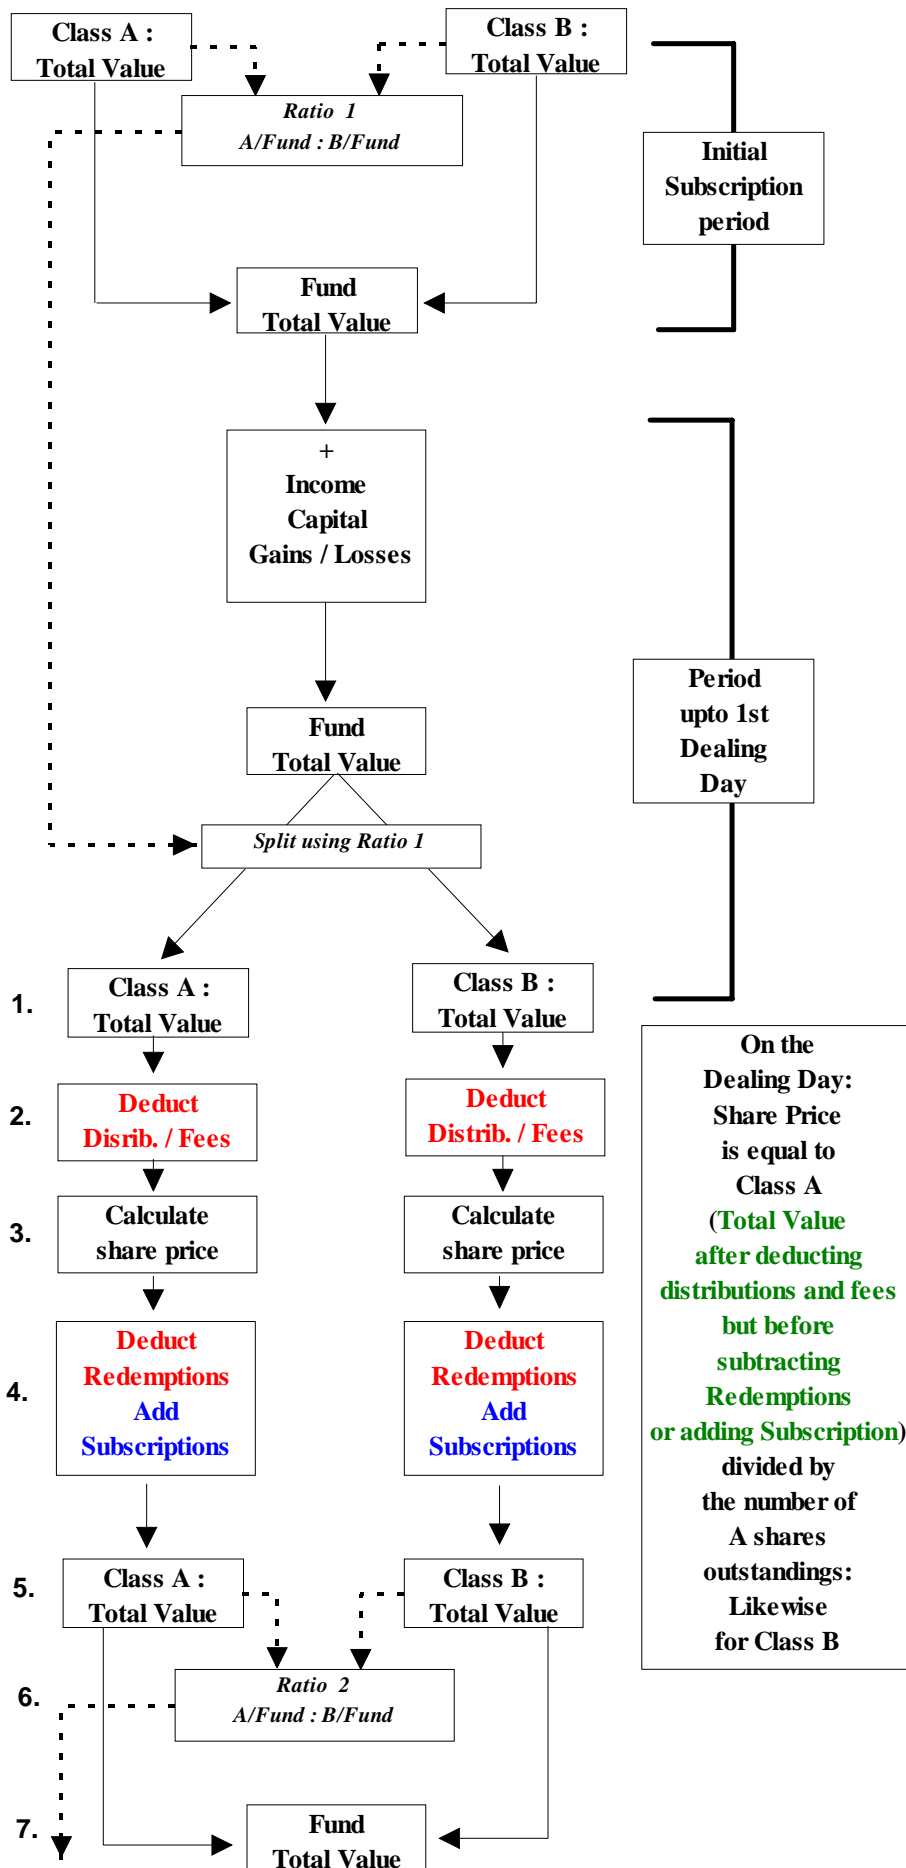 Class A :
Total Value
Class B :
Total Value
Ratio 1
A/Fund : B/Fund
Initial
Subscription
period
Fund
Total Value
+
Income
Capital
Gains / Losses
Period
upto 1st
Dealing
Day
Fund
Total Value
Split using Ratio 1
1.
Class A :
Total Value
Class B :
Total Value
2.
Deduct
Disrib. / Fees
Deduct
Distrib. / Fees
3.
Calculate
share price
Calculate
share price
4.
Deduct
Redemptions
Add
Subscriptions
Deduct
Redemptions
Add
Subscriptions
On the
Dealing Day:
Share Price
is equal to
Class A
(Total Value
after deducting
distributions and fees
but before
subtracting
Redemptions
or adding Subscription)
divided by
the number of
A shares
outstandings:
Likewise
for Class B
5.
Class A :
Total Value
Class B :
Total Value
6.
Ratio 2
A/Fund : B/Fund
7.
Fund
Total Value